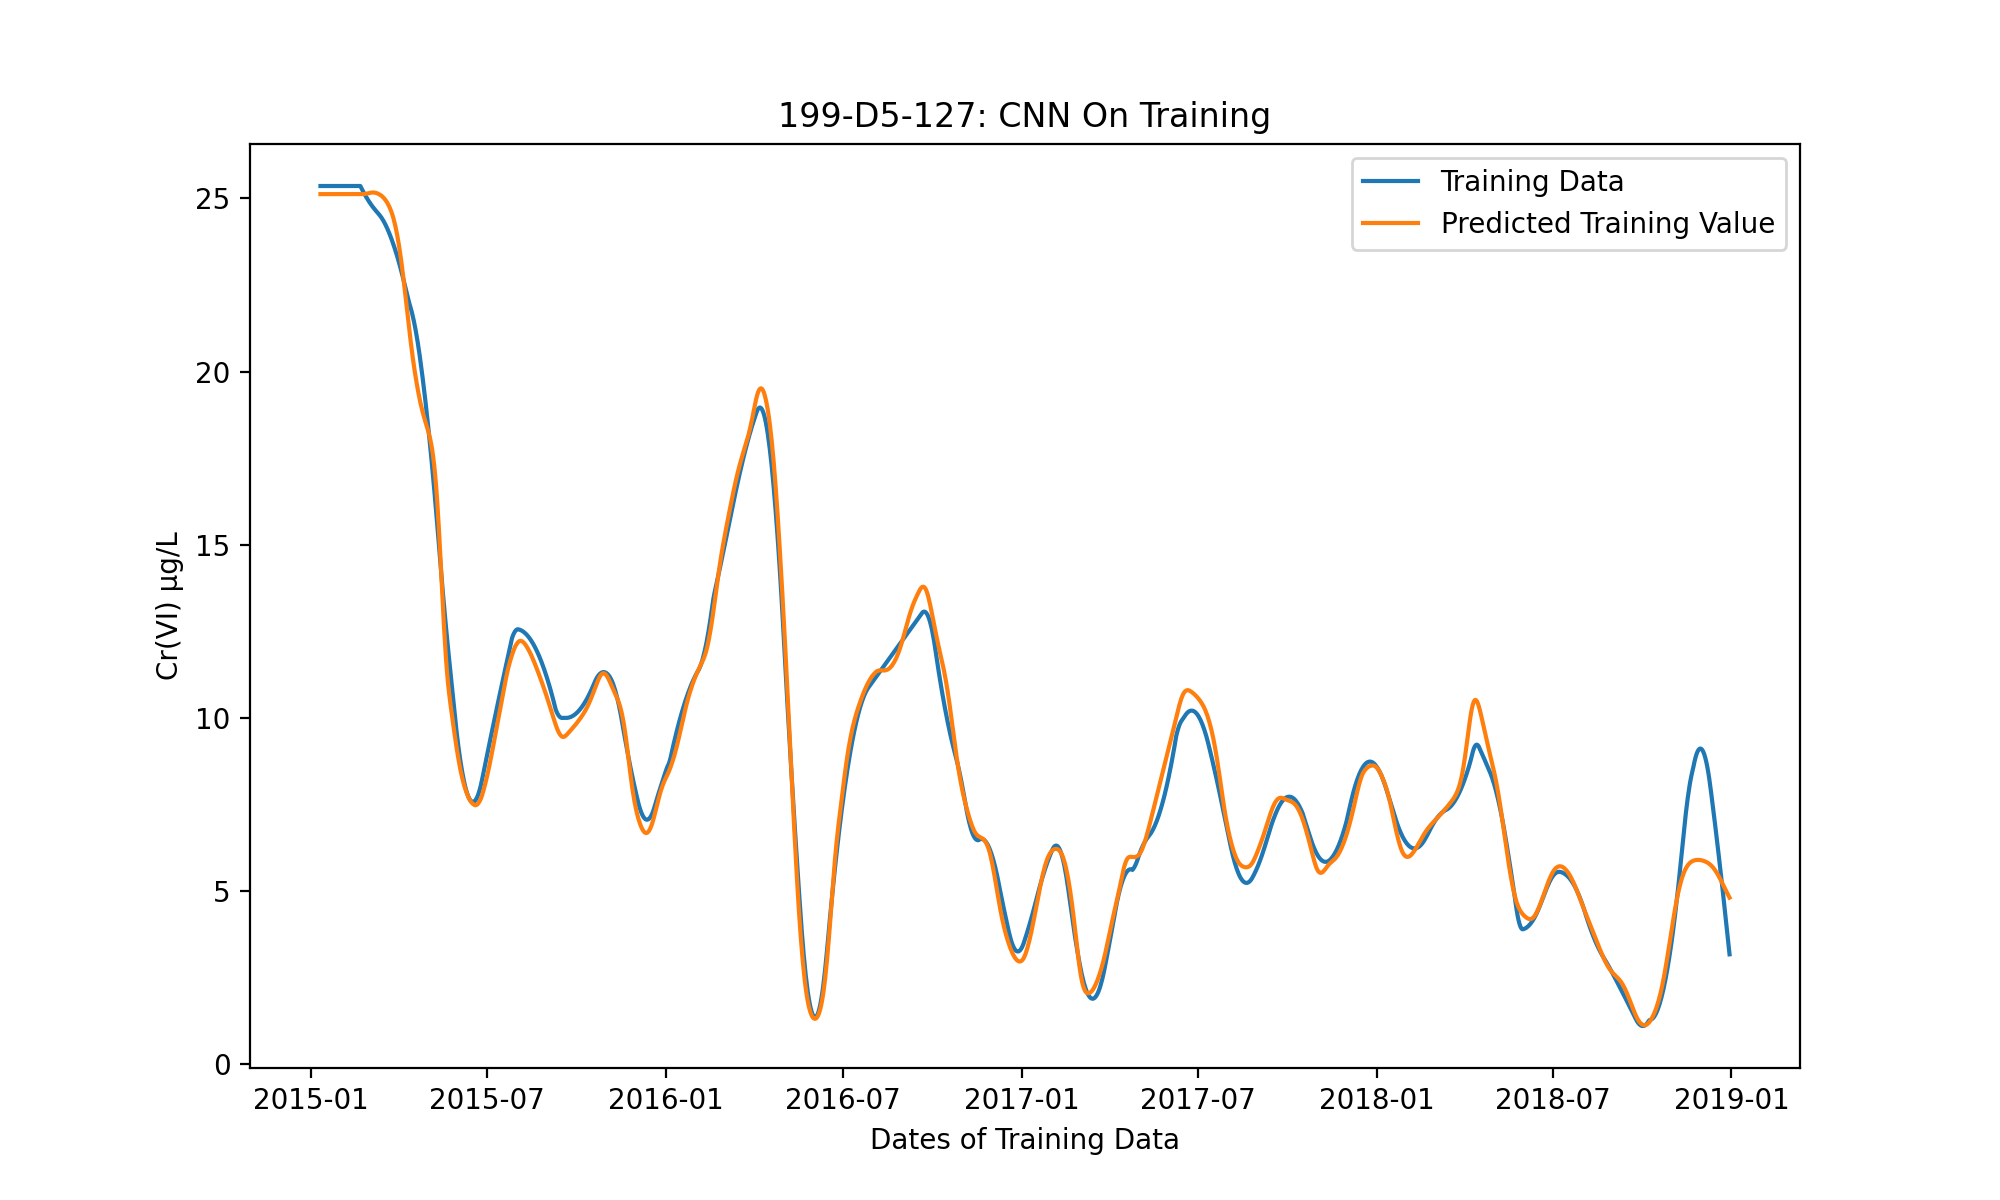 199-D5-127: CNN On Training
Training Data
Predicted Training Value
Cr(VI) µg/L
25
20
15
10
5
0
2015-01 2015-07 2016-01 2016-07 2017-01 2017-07 2018-01 2018-07 2019-01
Dates of Training Data